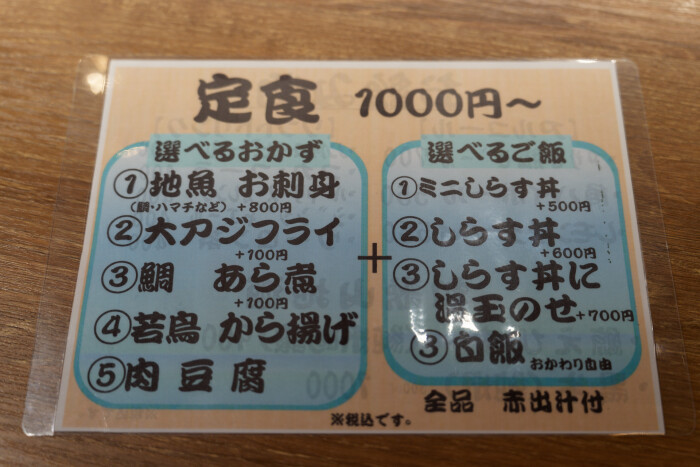 定食 1000円～
選べるおかず
①地魚 お刺身
(鯛・ハマチなど) +800円
②大アジフライ
+100円
③鯛 あら煮
+100円
④若鳥 から揚げ
⑤肉豆腐
+
選べるご飯
①ミニしらす丼
+500円
②しらす丼
+600円
③しらす丼に
温玉のせ+700円
③白飯
おかわり自由
全品 赤出汁付
※税込です。